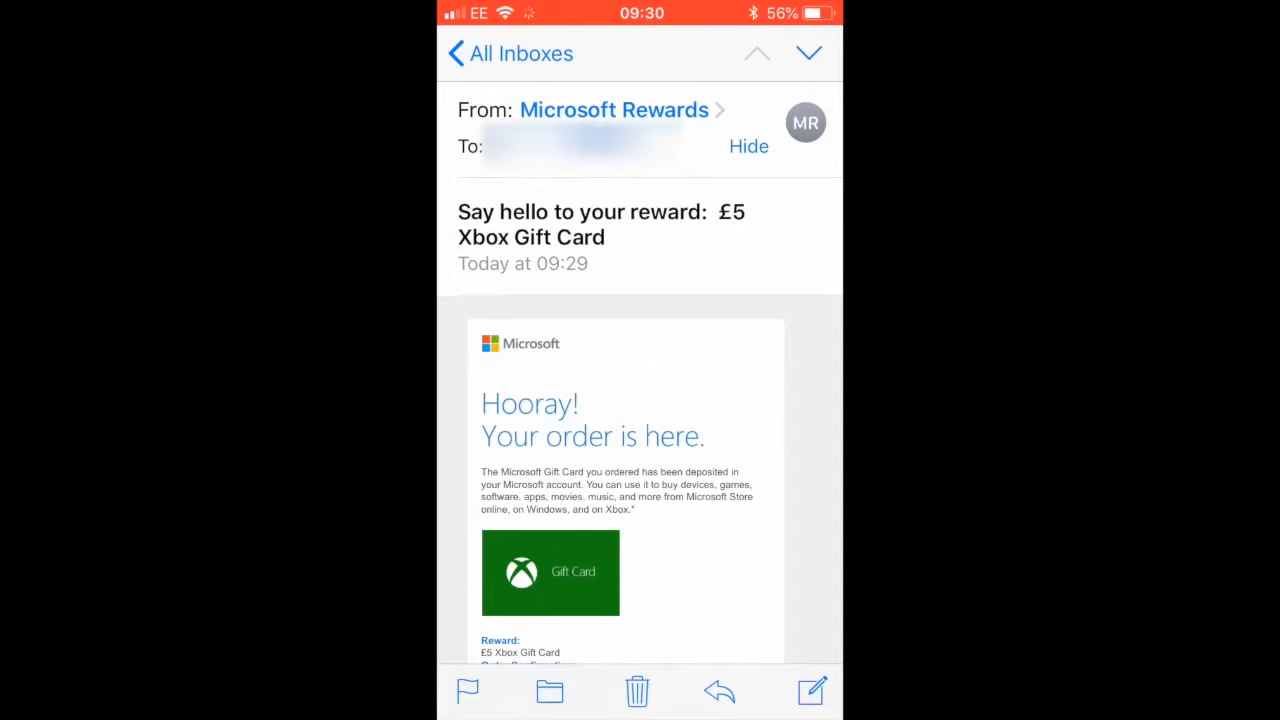 EE 09:30 56%
All Inboxes
From: Microsoft Rewards
MR
To:
Hide
Say hello to your reward: £5
Xbox Gift Card
Today at 09:29
Microsoft
Hooray!
Your order is here.
The Microsoft Gift Card you ordered has been deposited in
your Microsoft account. You can use it to buy devices, games,
software, apps, movies, music, and more from Microsoft Store
online, on Windows, and on Xbox.*
Gift Card
Reward:
£5 Xbox Gift Card